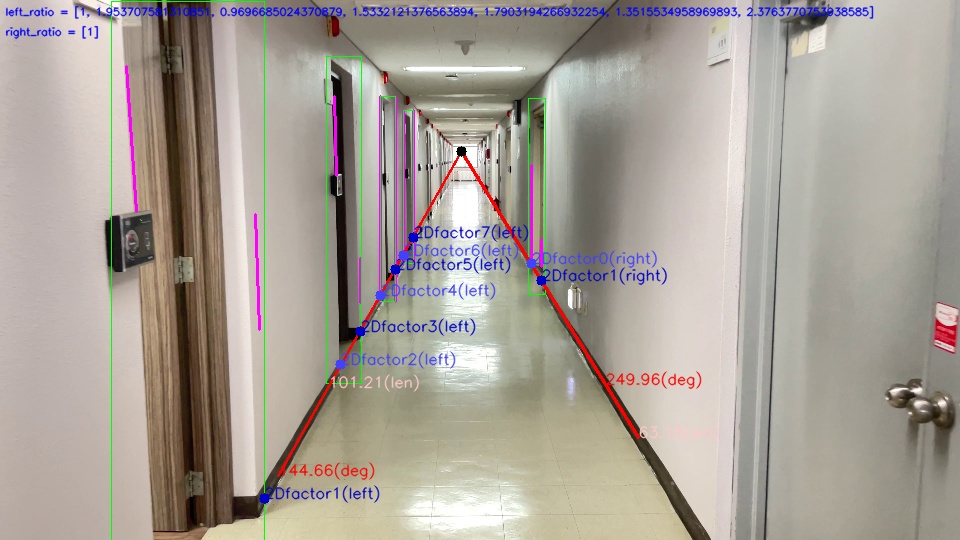 left_ratio = [1, 1.953707581310851, 0.9696685024370879, 1.5332121376563894, 1.7903194266932254, 1.3515534958969893, 2.3763770753938585]
right_ratio = [1]
2Dfactor7(left)
2Dfactor6(left)
2Dfactor0(right)
2Dfactor5(left)
2Dfactor1(right)
2Dfactor4(left)
2Dfactor3(left)
2Dfactor2(left)
101.21(len)
249.96(deg)
144.66(deg)
2Dfactor1(left)